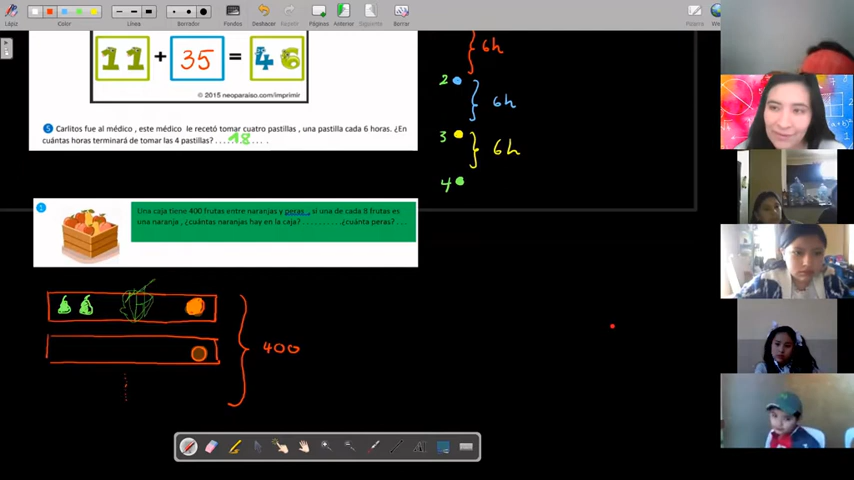 Lápiz
Color
Línea
Borrador
Fondos
Deshacer
Repetir
Páginas
Anterior
Siguiente
Borrar
11 + 35 = 46
© 2015 neoparaiso.com/imprimir
5 Carlitos fue al médico , este médico le recetó tomar cuatro pastillas, una pastilla cada 6 horas. ¿En
cuántas horas terminará de tomar las 4 pastillas? . . . . 18 . . . .
6h
2
6h
3
6h
4
Una caja tiene 400 frutas entre naranjas y peras , si una de cada 8 frutas es
una naranja , ¿cuántas naranjas hay en la caja? . . . . . . . . . . ¿cuánta peras? . . .
400